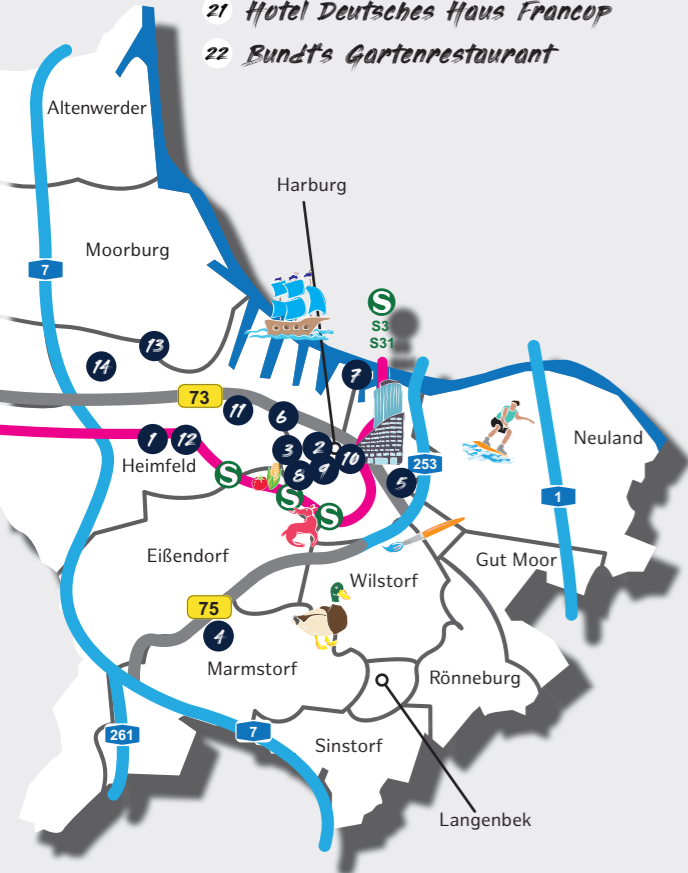 21 Hotel Deutsches Haus Francop
22 Bundt's Gartenrestaurant
Altenwerder
Harburg
Moorburg
7
S
S3
S31
13
14
7
73
11
6
Neuland
1
12
3
2
10
Heimfeld
253
8
9
5
S
S
1
S
Eißendorf
Gut Moor
Wilstorf
75
4
Marmstorf
Rönneburg
261
7
Sinstorf
Langenbek